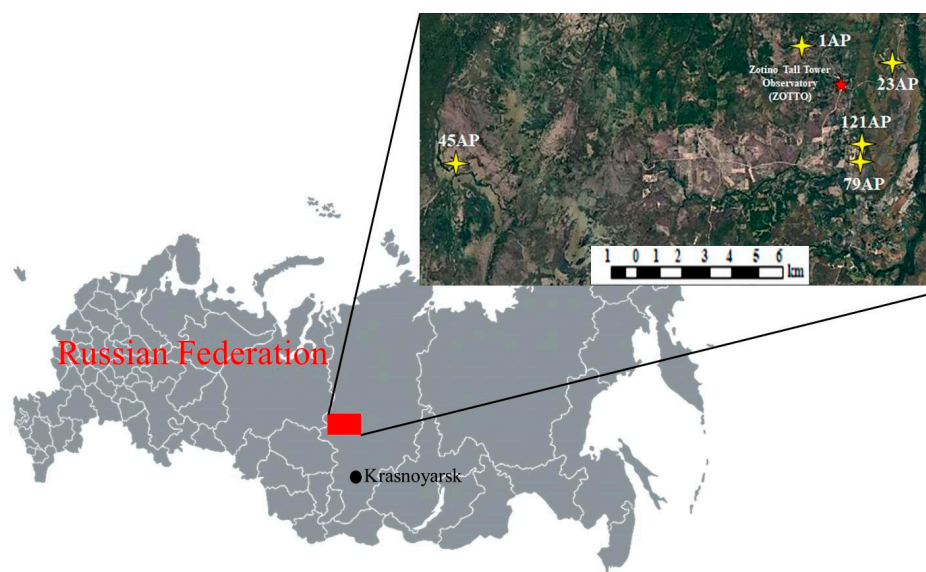 1AP
Zotino Tall Tower
Observatory
(ZOTTO)
23AP
121AP
45AP
79AP
1 0 1 2 3 4 5 6
km
Russian Federation
Krasnoyarsk